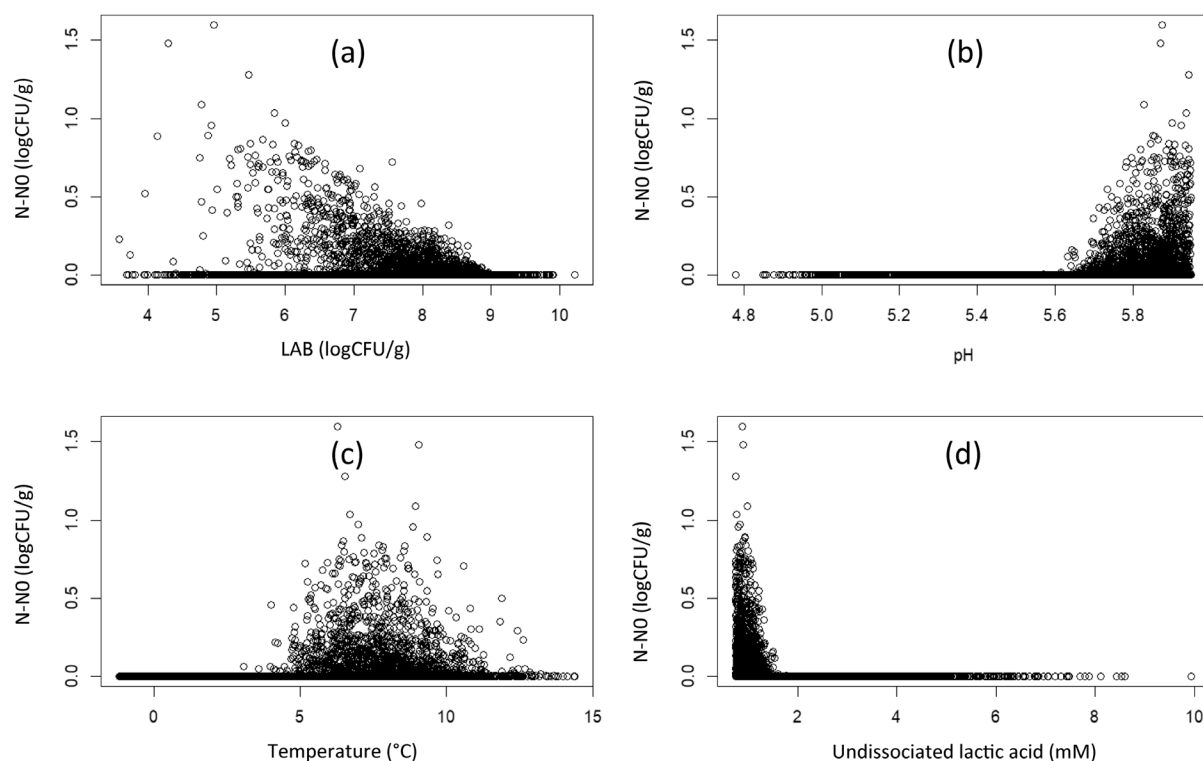 (a)
N-N0 (logCFU/g)
1.5
1.0
0.5
0.0
4 5 6 7 8 9 10
LAB (logCFU/g)
(b)
N-N0 (logCFU/g)
1.5
1.0
0.5
0.0
4.8 5.0 5.2 5.4 5.6 5.8
pH
(c)
N-N0 (logCFU/g)
1.5
1.0
0.5
0.0
0 5 10 15
Temperature (°C)
(d)
N-N0 (logCFU/g)
1.5
1.0
0.5
0.0
2 4 6 8 10
Undissociated lactic acid (mM)